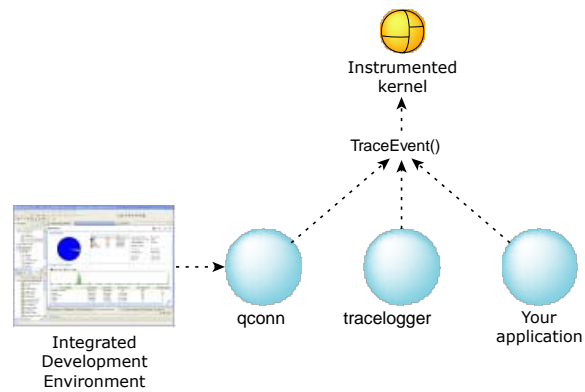 Instrumented
kernel
TraceEvent()
qconn
tracelogger
Your
application
Integrated
Development
Environment